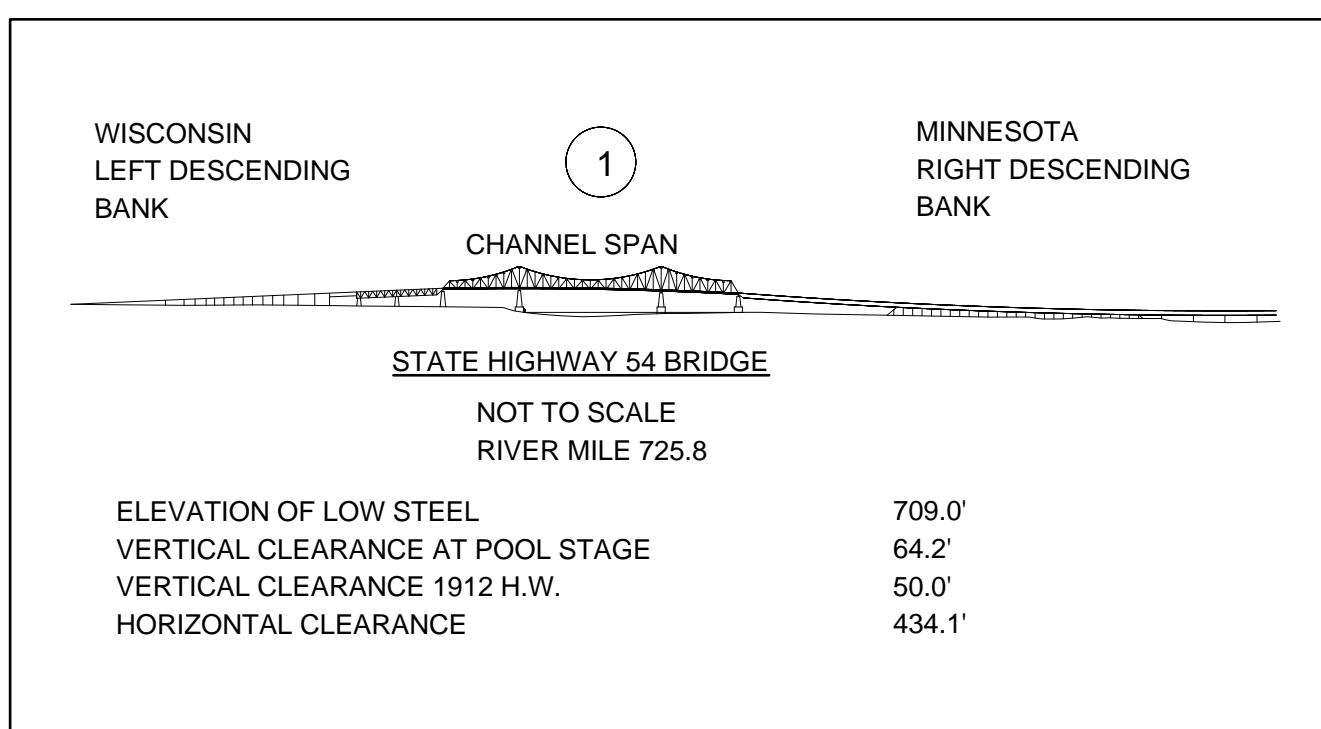 WISCONSIN
LEFT DESCENDING
BANK
1
MINNESOTA
RIGHT DESCENDING
BANK
CHANNEL SPAN
STATE HIGHWAY 54 BRIDGE
NOT TO SCALE
RIVER MILE 725.8
ELEVATION OF LOW STEEL 709.0'
VERTICAL CLEARANCE AT POOL STAGE 64.2'
VERTICAL CLEARANCE 1912 H.W. 50.0'
HORIZONTAL CLEARANCE 434.1'